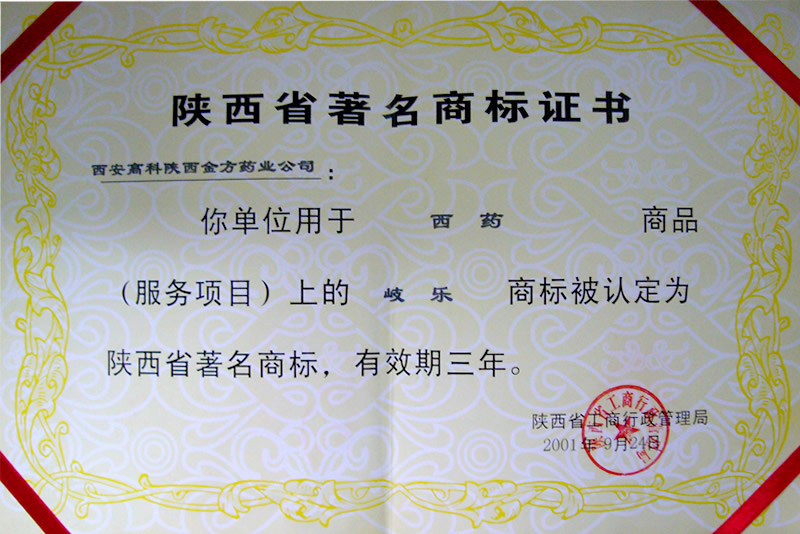 陕西省著名商标证书
西安高科陕西金方药业公司：
你单位用于 西药 商品
（服务项目）上的 岐乐 商标被认定为
陕西省著名商标，有效期三年。
陕西省工商行政管理局
2001年9月24日